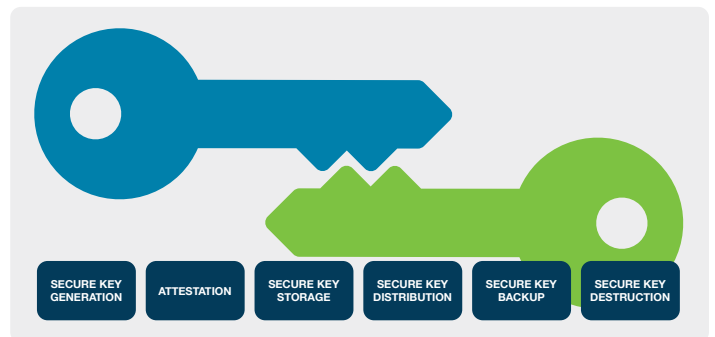 SECURE KEY
GENERATION
ATTESTATION
SECURE KEY
STORAGE
SECURE KEY
DISTRIBUTION
SECURE KEY
BACKUP
SECURE KEY
DESTRUCTION